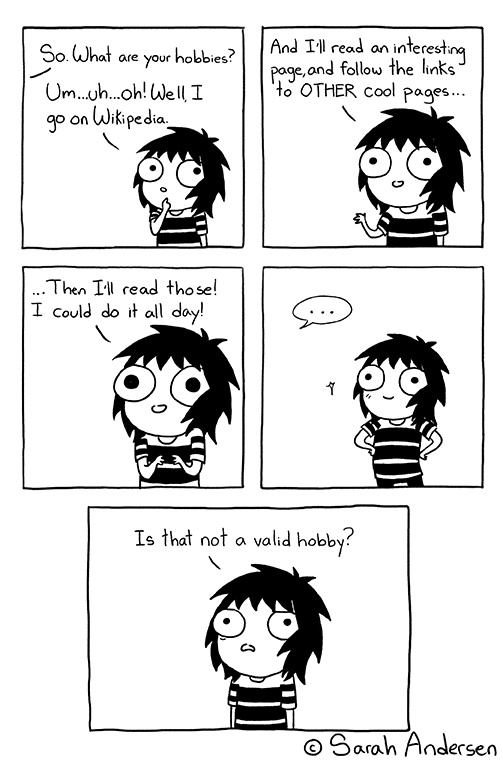 So. What are your hobbies?
Um...uh...oh! Well, I
go on Wikipedia.
And I'll read an interesting
page, and follow the links
to OTHER cool pages...
...Then I'll read those!
I could do it all day!
...
Is that not a valid hobby?
© Sarah Andersen